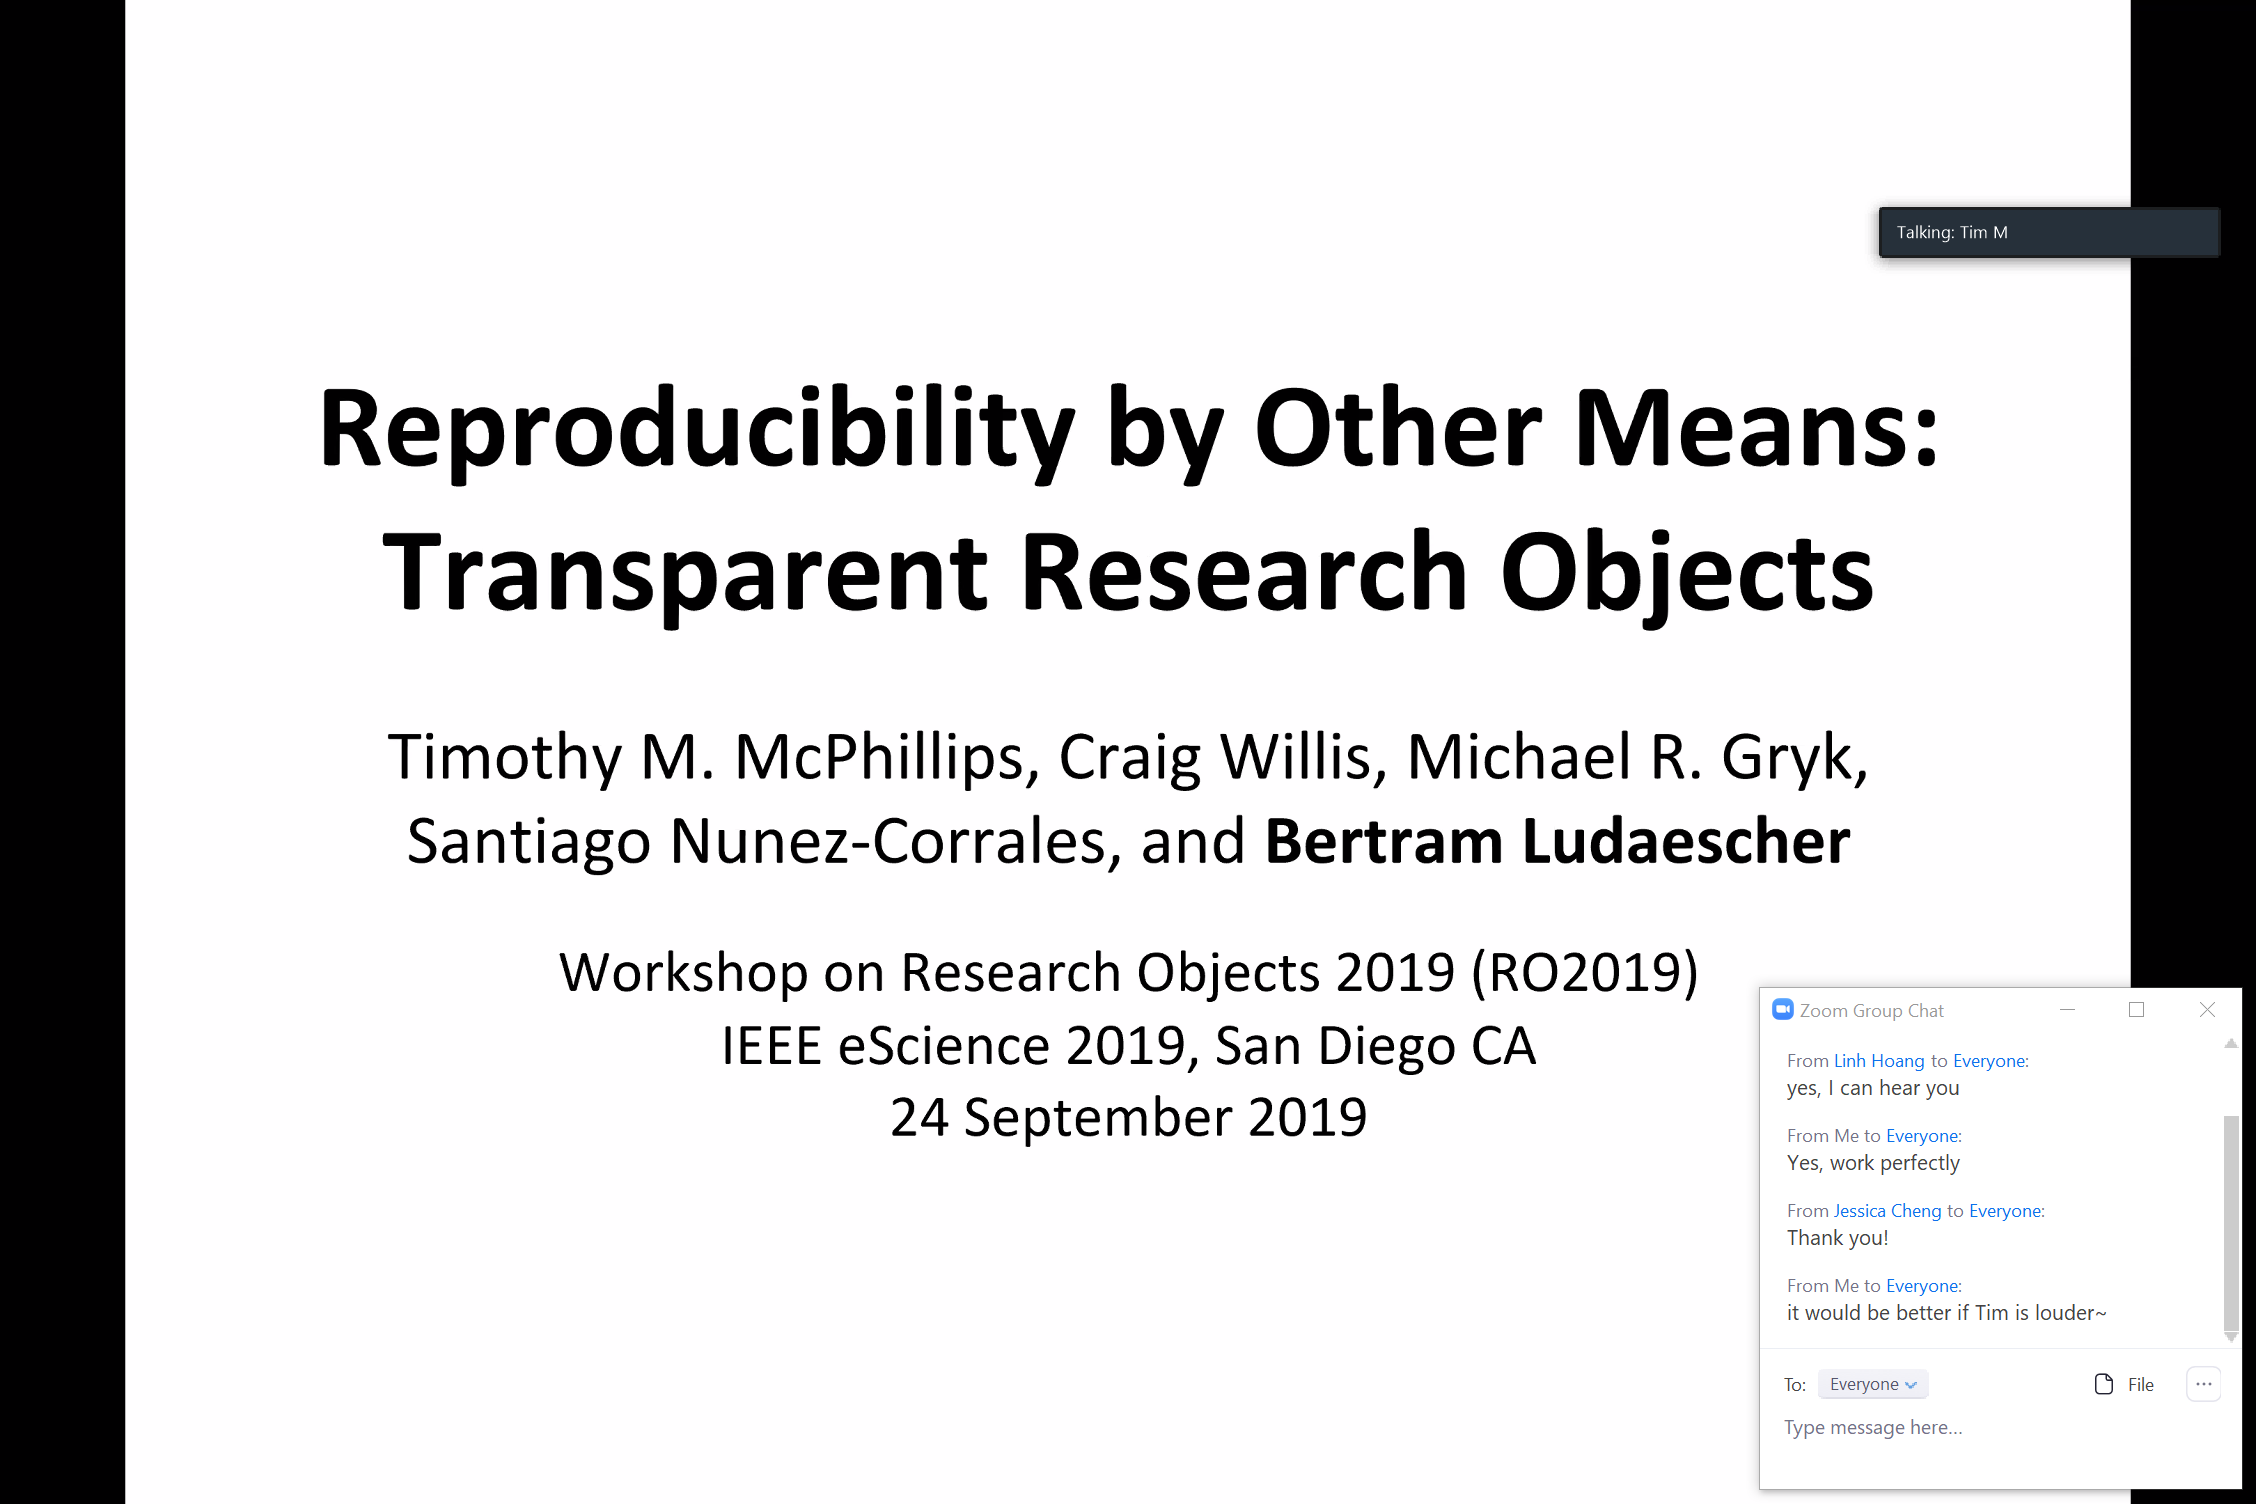 Talking: Tim M
Reproducibility by Other Means:
Transparent Research Objects
Timothy M. McPhillips, Craig Willis, Michael R. Gryk,
Santiago Nunez-Corrales, and Bertram Ludaescher
Workshop on Research Objects 2019 (RO2019)
IEEE eScience 2019, San Diego CA
24 September 2019
Zoom Group Chat
From Linh Hoang to Everyone:
yes, I can hear you
From Me to Everyone:
Yes, work perfectly
From Jessica Cheng to Everyone:
Thank you!
From Me to Everyone:
it would be better if Tim is louder~
To: Everyone File ...
Type message here...